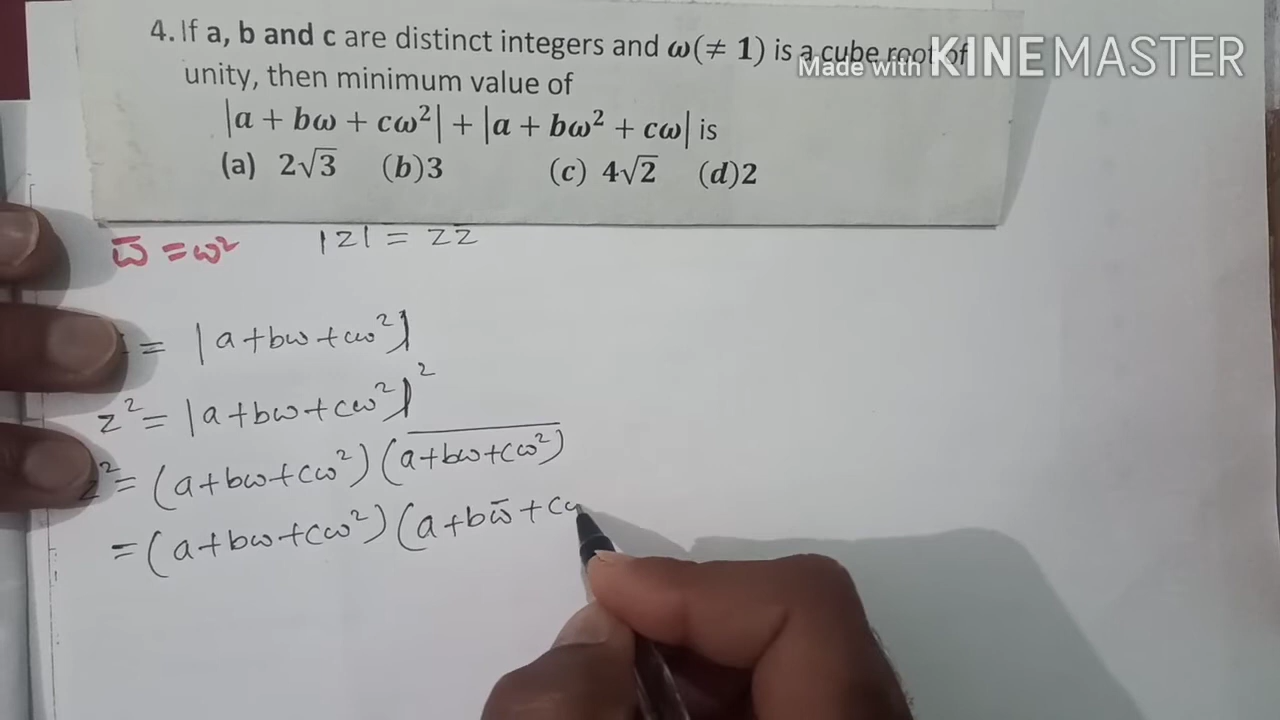 4. If a, b and c are distinct integers and ω(≠ 1) is a cube root of
Made with KINEMASTER
unity, then minimum value of
|a + bω + cω²| + |a + bω² + cω| is
(a) 2√3 (b)3 (c) 4√2 (d)2
ω̅ = ω² |z| = z z̅
= |a+bω+cω²|
z² = |a+bω+cω²|²
z² = (a+bω+cω²) (\overline{a+bω+cω²})
= (a+bω+cω²) (a+bω̅ + cω